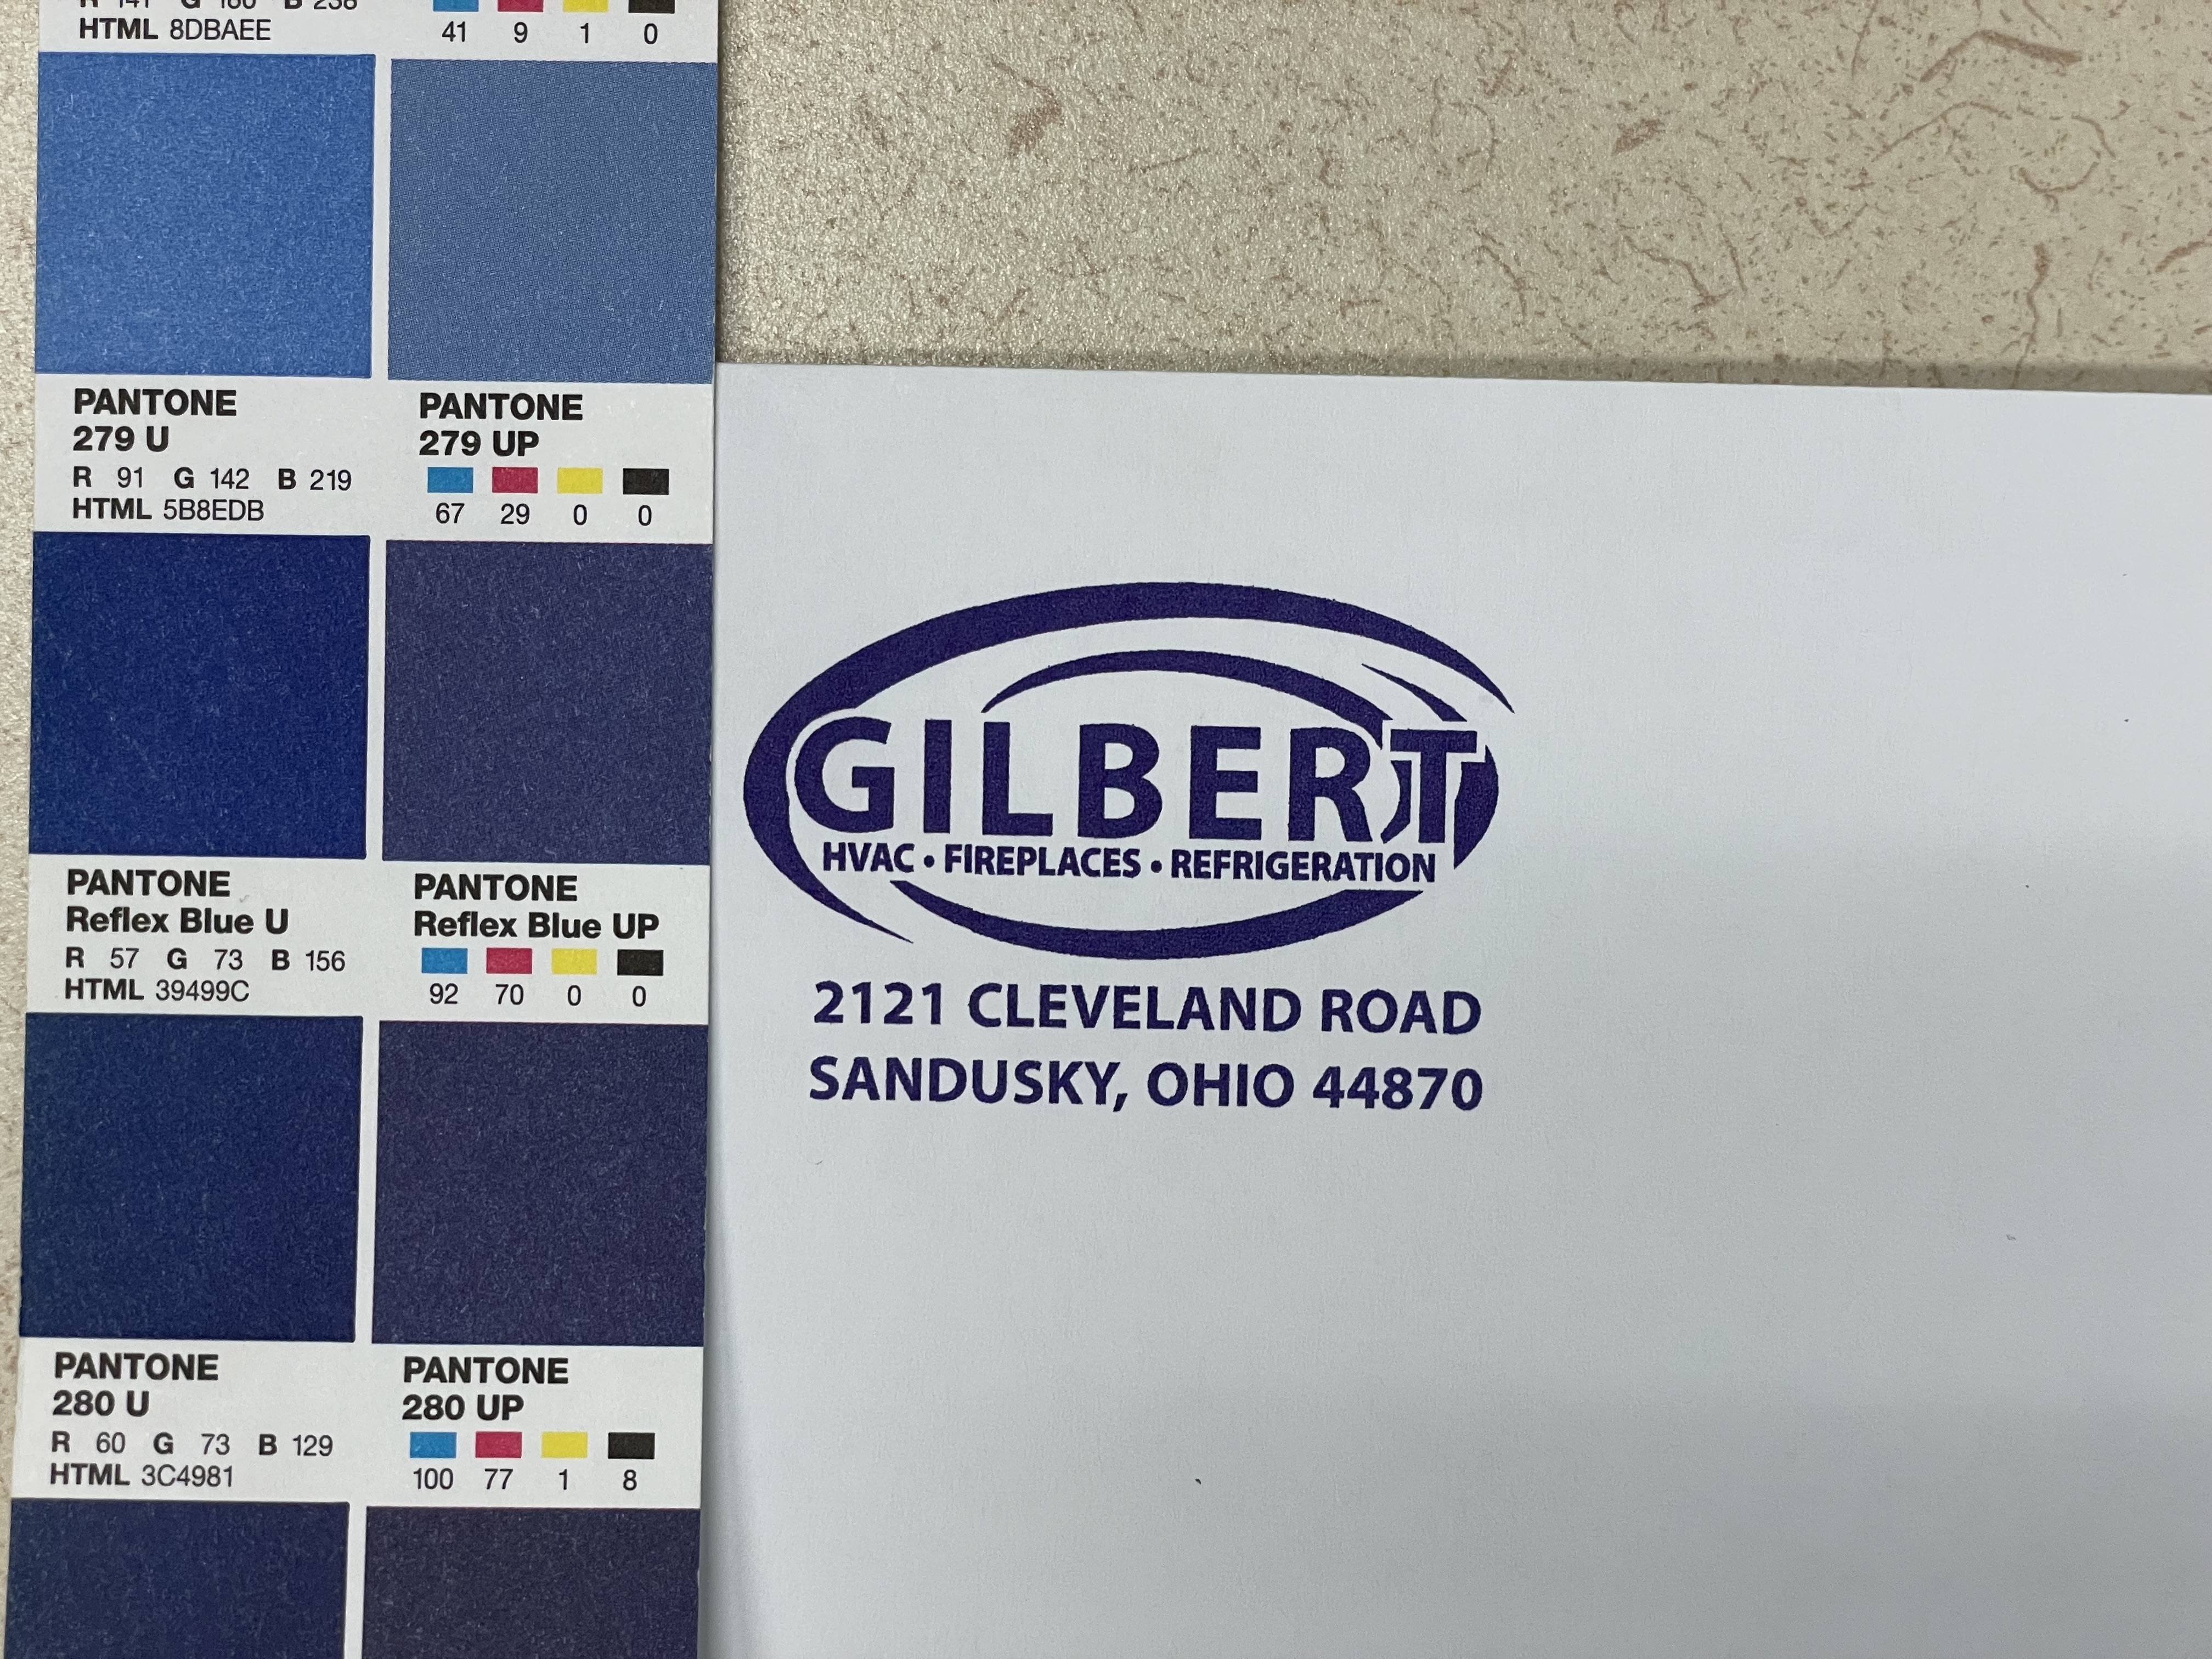 HTML 8DBAEE
41 9 1 0
PANTONE
279 U
R 91 G 142 B 219
HTML 5B8EDB
PANTONE
279 UP
67 29 0 0
PANTONE
Reflex Blue U
R 57 G 73 B 156
HTML 39499C
PANTONE
Reflex Blue UP
92 70 0 0
PANTONE
280 U
R 60 G 73 B 129
HTML 3C4981
PANTONE
280 UP
100 77 1 8
GILBERT
HVAC • FIREPLACES • REFRIGERATION
2121 CLEVELAND ROAD
SANDUSKY, OHIO 44870